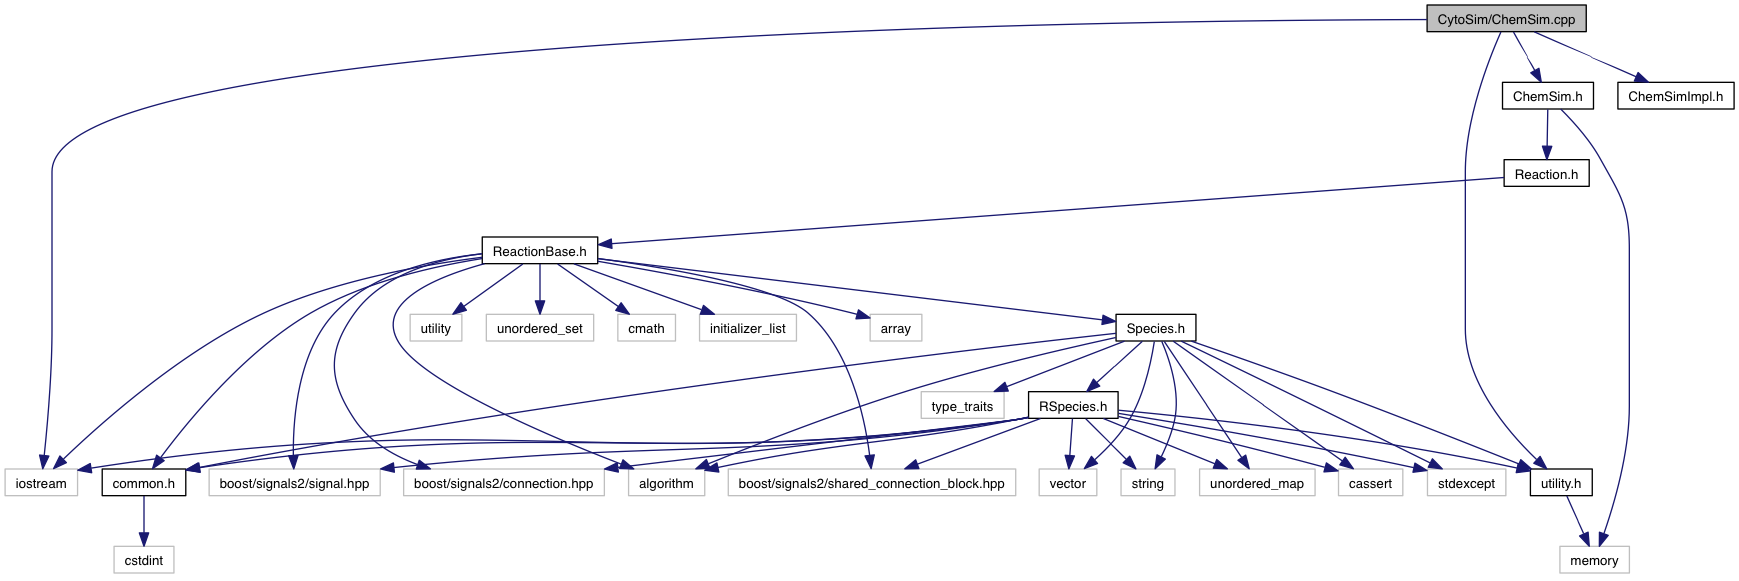 CytoSim/ChemSim.cpp
ChemSim.h
ChemSimImpl.h
Reaction.h
ReactionBase.h
utility
unordered_set
cmath
initializer_list
array
Species.h
type_traits
RSpecies.h
iostream
common.h
boost/signals2/signal.hpp
boost/signals2/connection.hpp
algorithm
boost/signals2/shared_connection_block.hpp
vector
string
unordered_map
cassert
stdexcept
utility.h
cstdint
memory